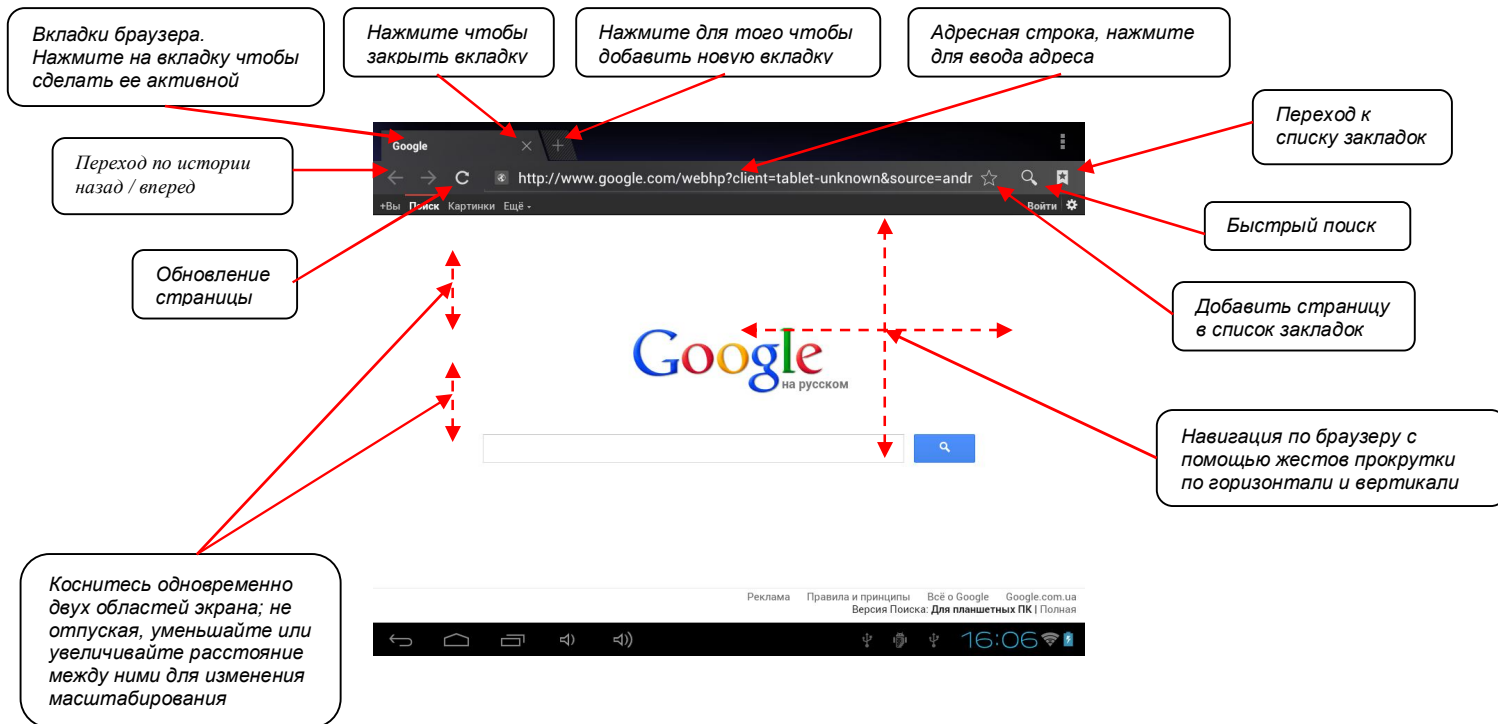 Вкладки браузера.
Нажмите на вкладку чтобы
сделать ее активной
Нажмите чтобы
закрыть вкладку
Нажмите для того чтобы
добавить новую вкладку
Адресная строка, нажмите
для ввода адреса
Переход к
списку закладок
Переход по истории
назад / вперед
Быстрый поиск
Обновление
страницы
Добавить страницу
в список закладок
Google
http://www.google.com/webhp?client=tablet-unknown&source=andr
+Вы Поиск Картинки Ещё
Войти
Google
на русском
Навигация по браузеру с
помощью жестов прокрутки
по горизонтали и вертикали
Коснитесь одновременно
двух областей экрана; не
отпуская, уменьшайте или
увеличивайте расстояние
между ними для изменения
масштабирования
Реклама Правила и принципы Всё о Google Google.com.ua
Версия Поиска: Для планшетных ПК | Полная
16:06